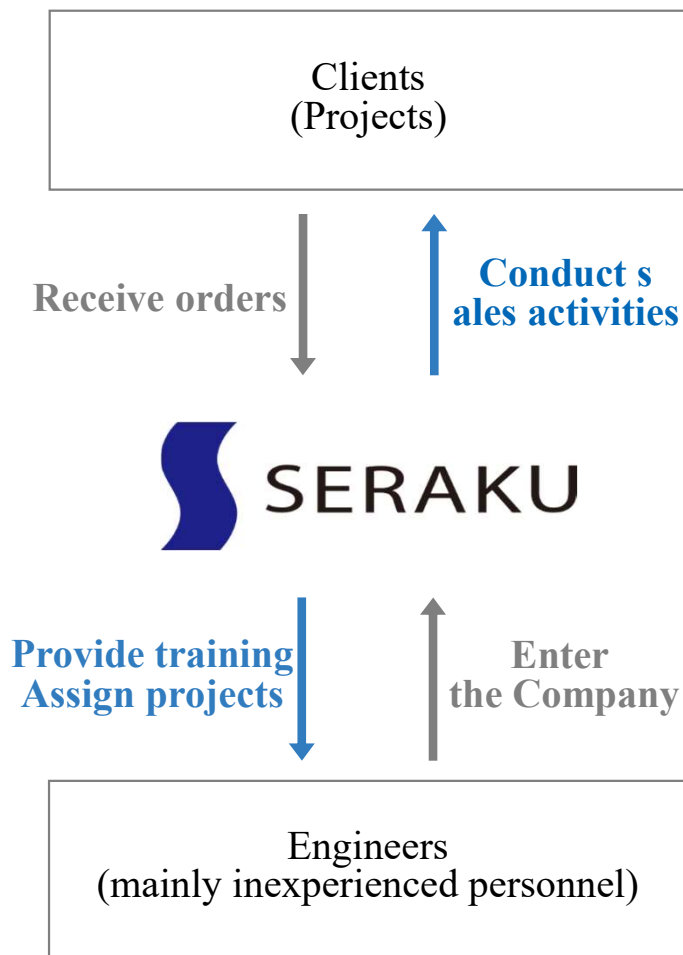 Clients
(Projects)
Receive orders
Conduct s
ales activities
SERAKU
Provide training
Assign projects
Enter
the Company
Engineers
(mainly inexperienced personnel)